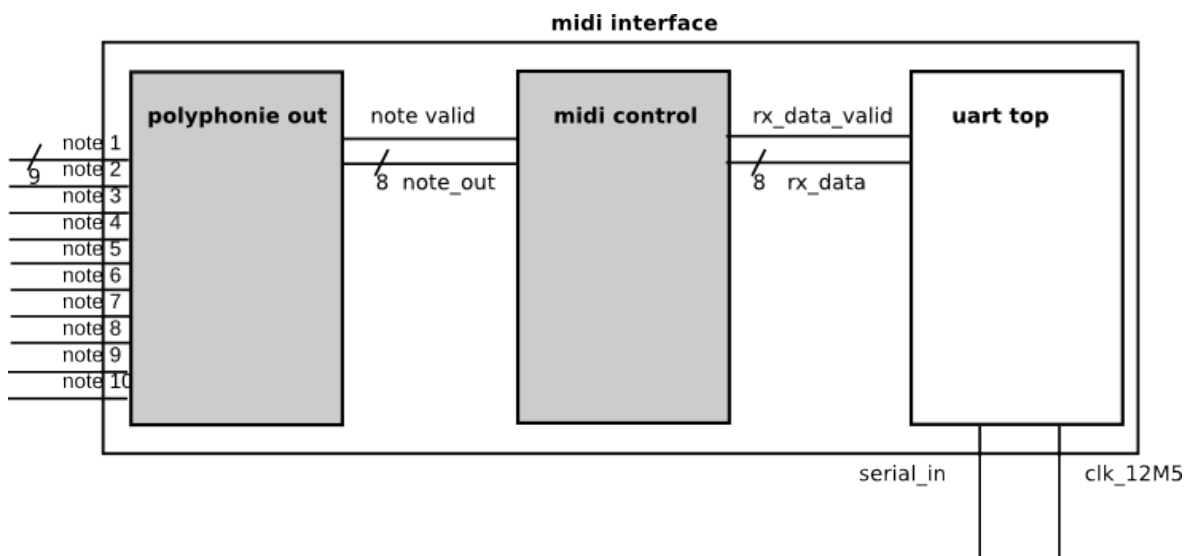 midi interface
polyphonie out
note valid
8 note_out
midi control
rx_data_valid
8 rx_data
uart top
note 1
9
note 2
note 3
note 4
note 5
note 6
note 7
note 8
note 9
note 10
serial_in
clk_12M5